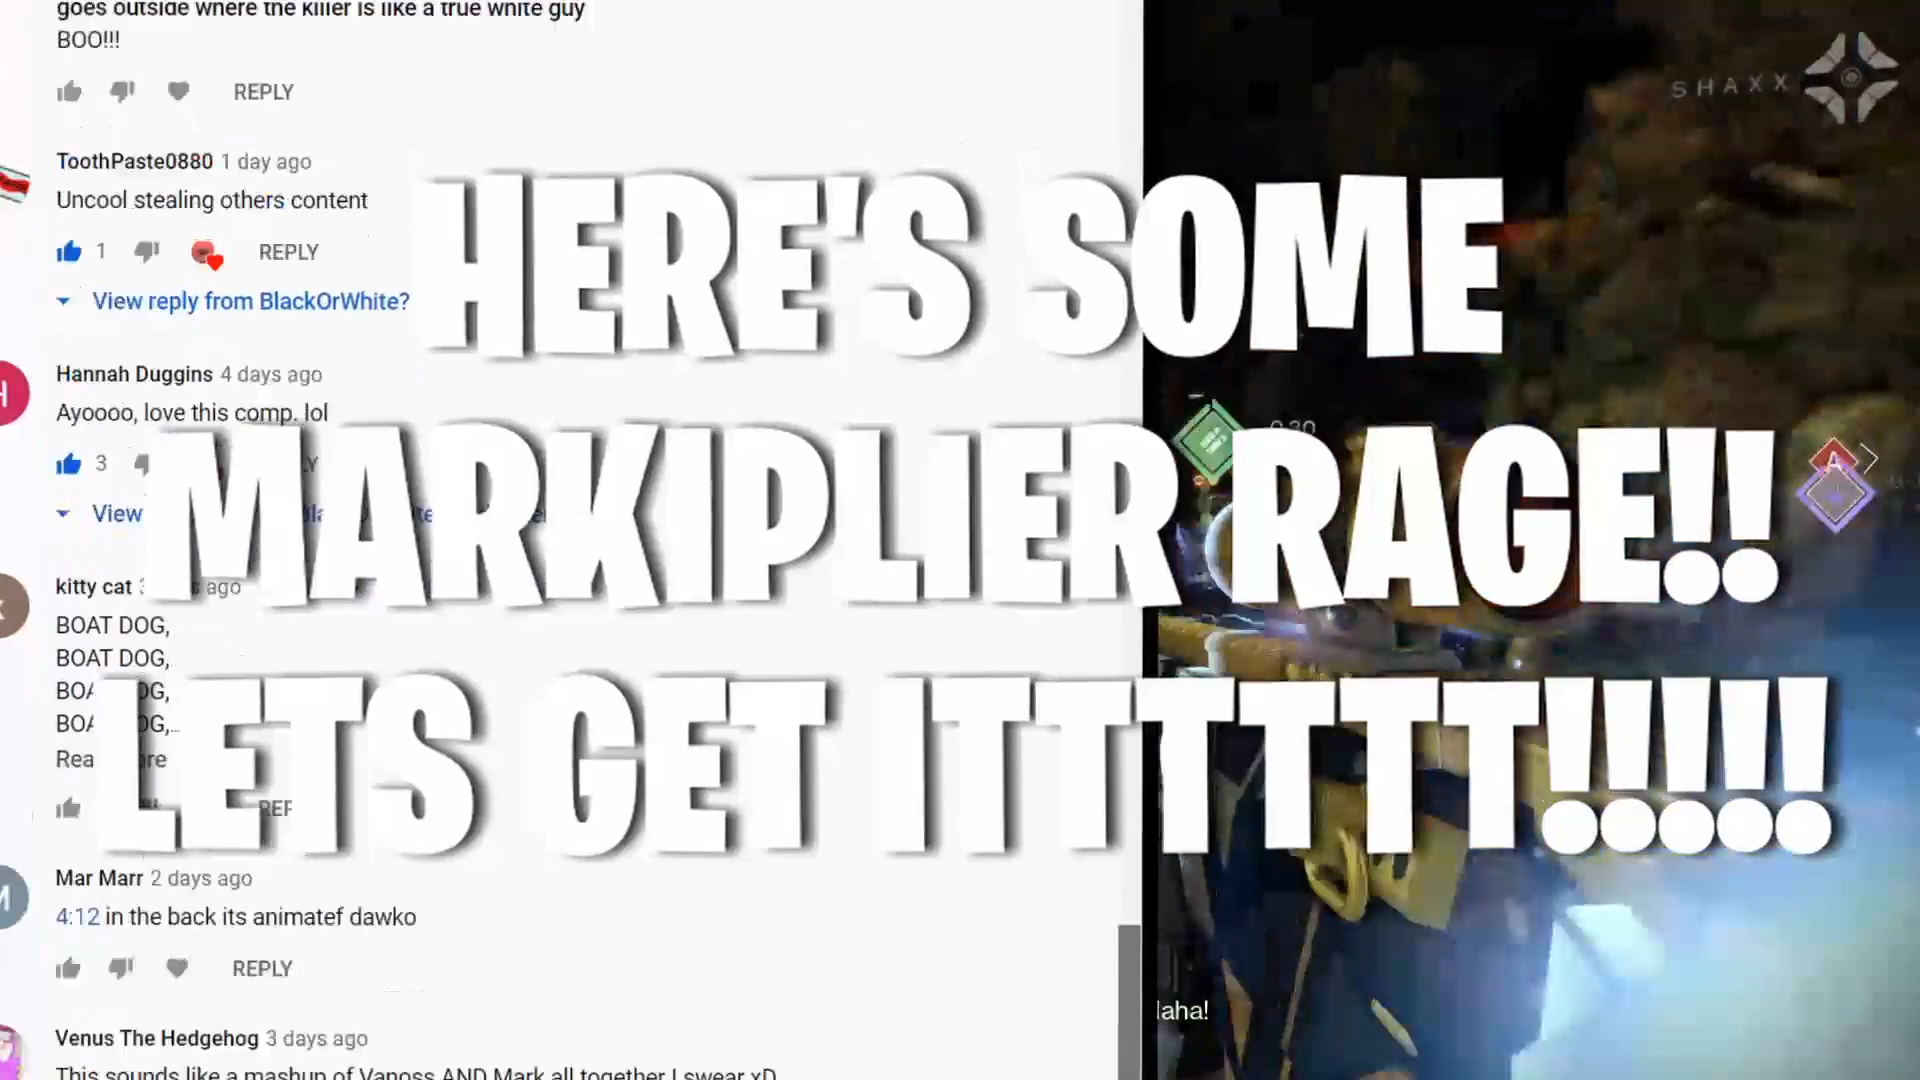 goes outside where the killer is like a true white guy
BOO!!!
REPLY
ToothPaste0880 1 day ago
Uncool stealing others content
1 REPLY
View reply from BlackOrWhite?
Hannah Duggins 4 days ago
Ayoooo, love this comp. lol
3
View
kitty cat ago
BOAT DOG,
BOAT DOG,
Mar Marr 2 days ago
4:12 in the back its animatef dawko
REPLY
Venus The Hedgehog 3 days ago
This sounds like a mashup of Vanoss AND Mark all together I swear xD
HERE'S SOME
MARKIPLIER RAGE!!
LETS GET ITTTTTTT!!!!!
SHAXX
A